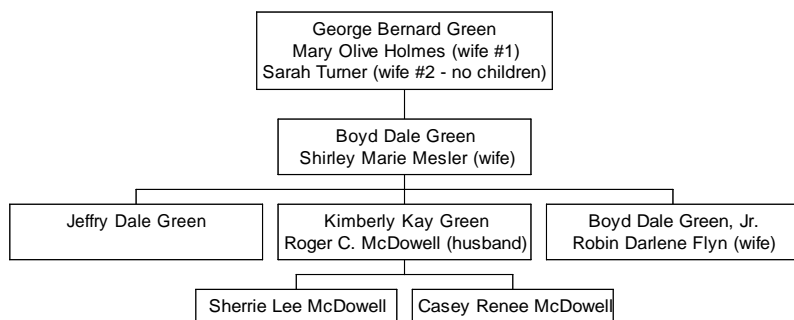 George Bernard Green
Mary Olive Holmes (wife #1)
Sarah Turner (wife #2 - no children)
Boyd Dale Green
Shirley Marie Mesler (wife)
Jeffry Dale Green
Kimberly Kay Green
Roger C. McDowell (husband)
Boyd Dale Green, Jr.
Robin Darlene Flyn (wife)
Sherrie Lee McDowell
Casey Renee McDowell